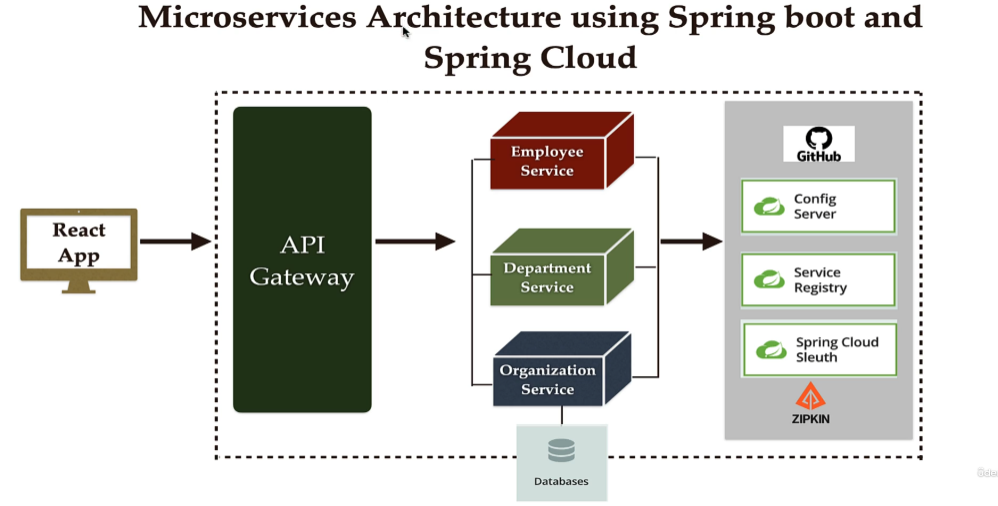 Microservices Architecture using Spring boot and
Spring Cloud
React
App
API
Gateway
Employee
Service
Department
Service
Organization
Service
Databases
GitHub
Config
Server
Service
Registry
Spring Cloud
Sleuth
ZIPKIN